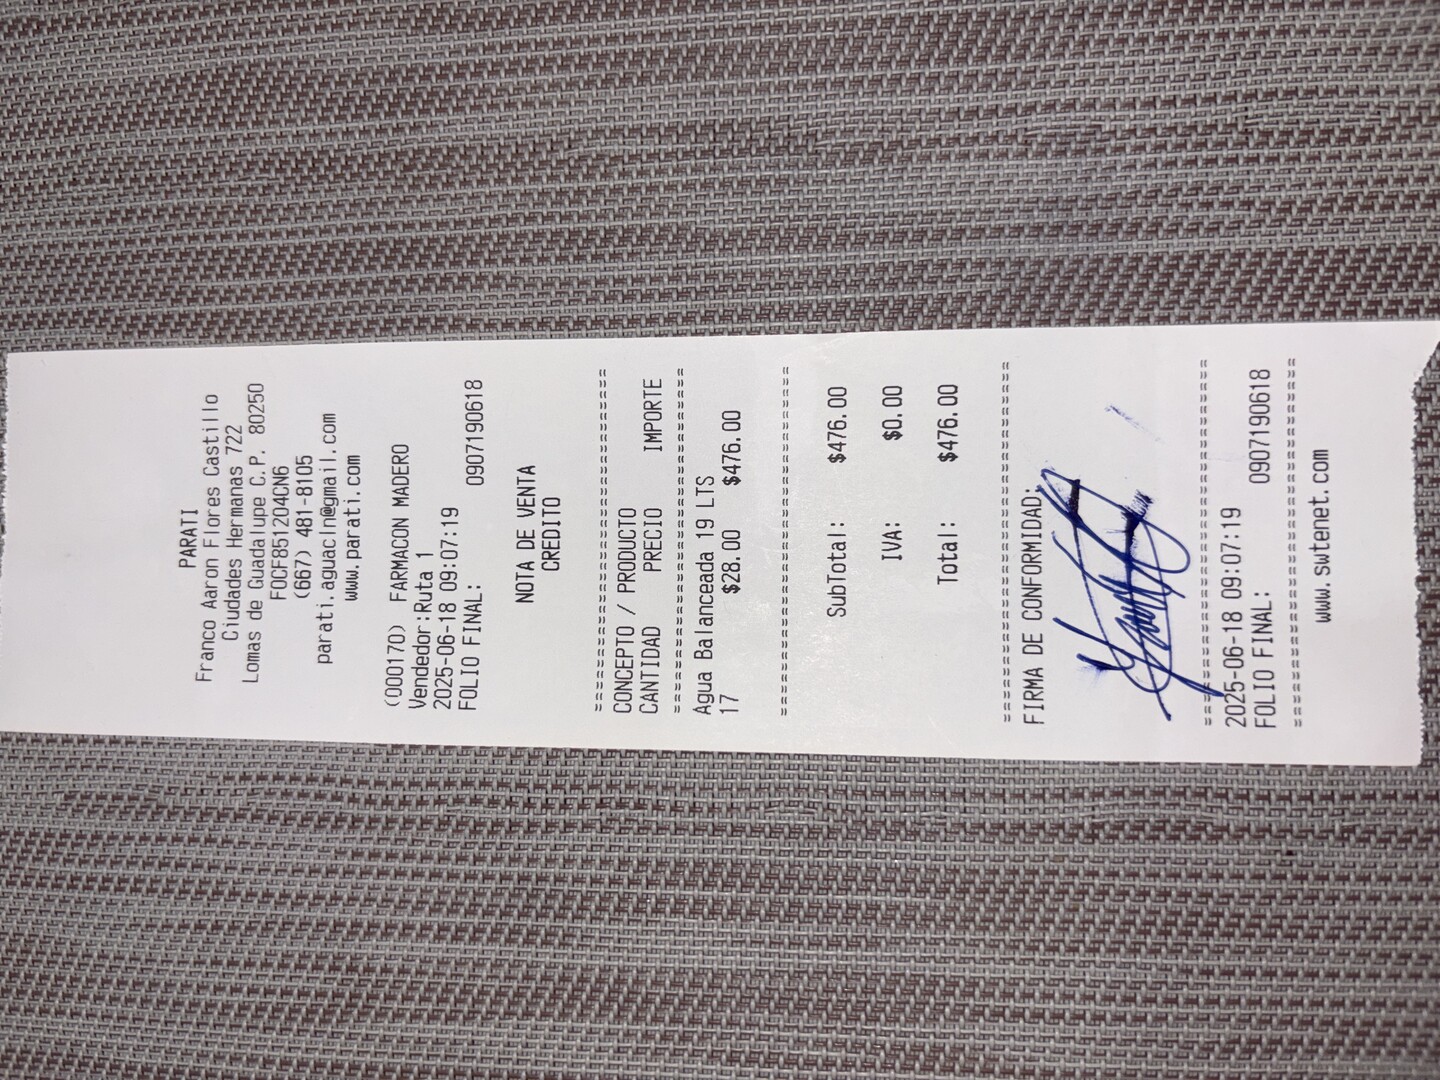 PARATI
Franco Aaron Flores Castillo
Ciudades Hermanas 722
Lomas de Guadalupe C.P. 80250
FOCF851204CN6
(667) 481-8105
parati.aguacln@gmail.com
www.parati.com
(000170) FARMACON MADERO
Vendedor:Ruta 1
2025-06-18 09:07:19
FOLIO FINAL: 0907190618
NOTA DE VENTA
CREDITO
==============================
CONCEPTO / PRODUCTO
CANTIDAD PRECIO IMPORTE
==============================
Agua Balanceada 19 LTS
17 $28.00 $476.00
==============================
SubTotal: $476.00
IVA: $0.00
Total: $476.00
==============================
FIRMA DE CONFORMIDAD:
==============================
2025-06-18 09:07:19
FOLIO FINAL: 0907190618
==============================
www.swtenet.com